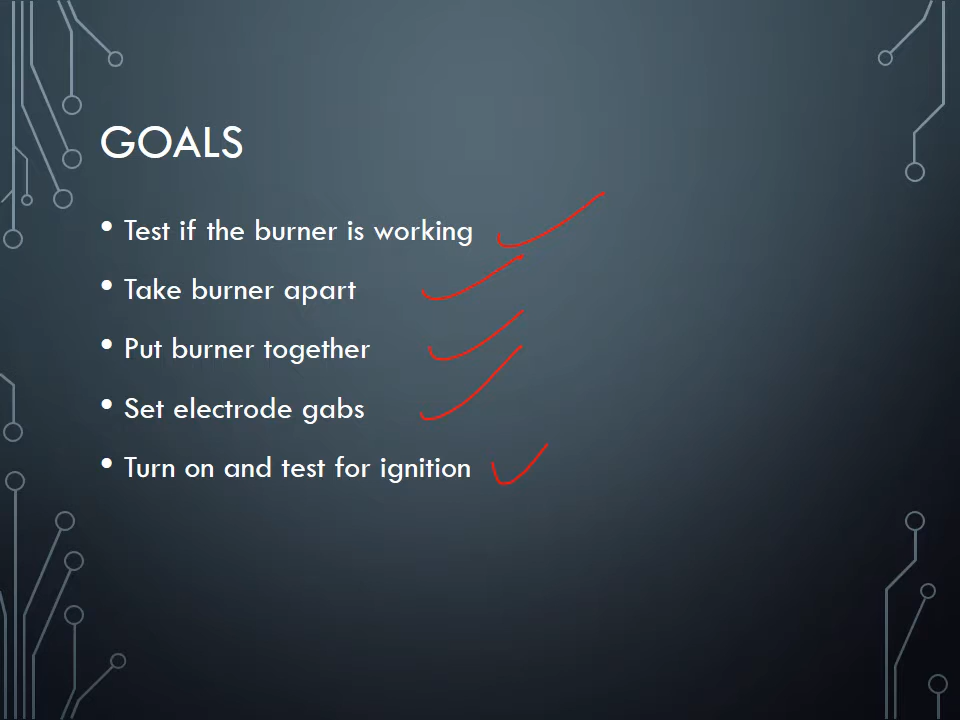 GOALS
• Test if the burner is working
• Take burner apart
• Put burner together
• Set electrode gabs
• Turn on and test for ignition